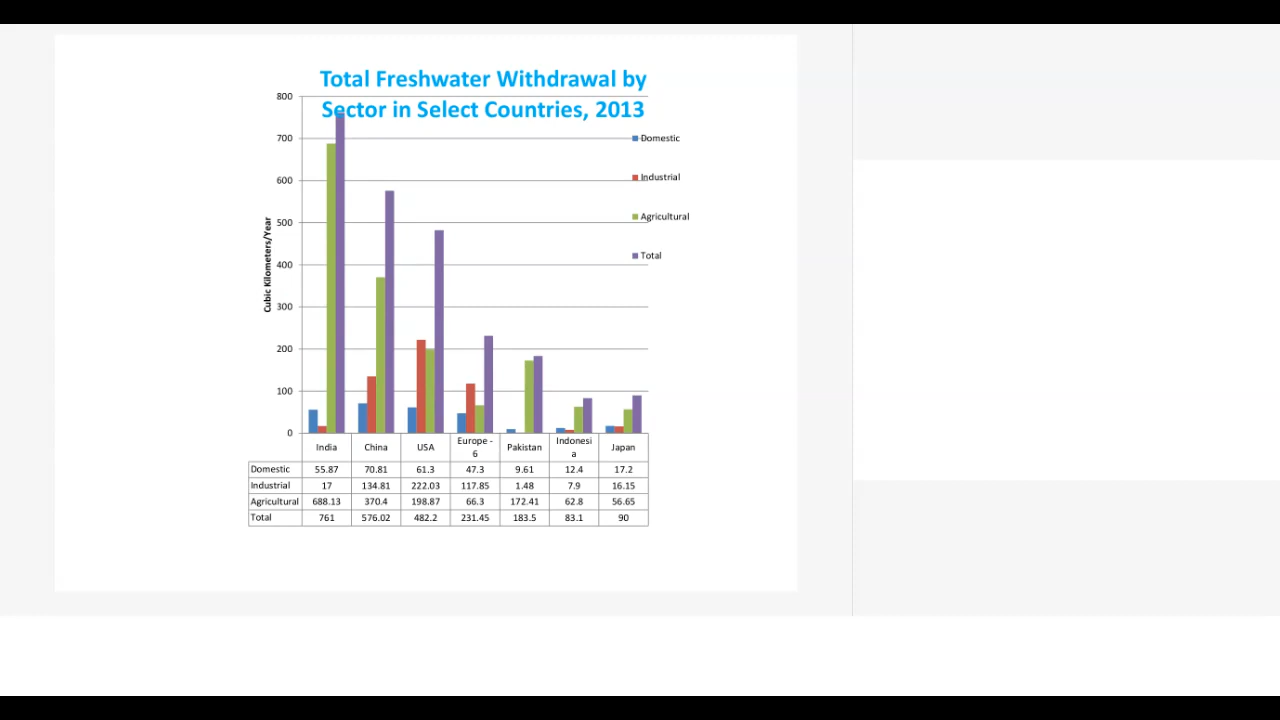 Total Freshwater Withdrawal by
Sector in Select Countries, 2013
800
700
600
500
400
300
200
100
0
Cubic Kilometers/Year
Domestic
Industrial
Agricultural
Total
India China USA Europe - 6 Pakistan Indonesi a Japan
Domestic 55.87 70.81 61.3 47.3 9.61 12.4 17.2
Industrial 17 134.81 222.03 117.85 1.48 7.9 16.15
Agricultural 688.13 370.4 198.87 66.3 172.41 62.8 56.65
Total 761 576.02 482.2 231.45 183.5 83.1 90